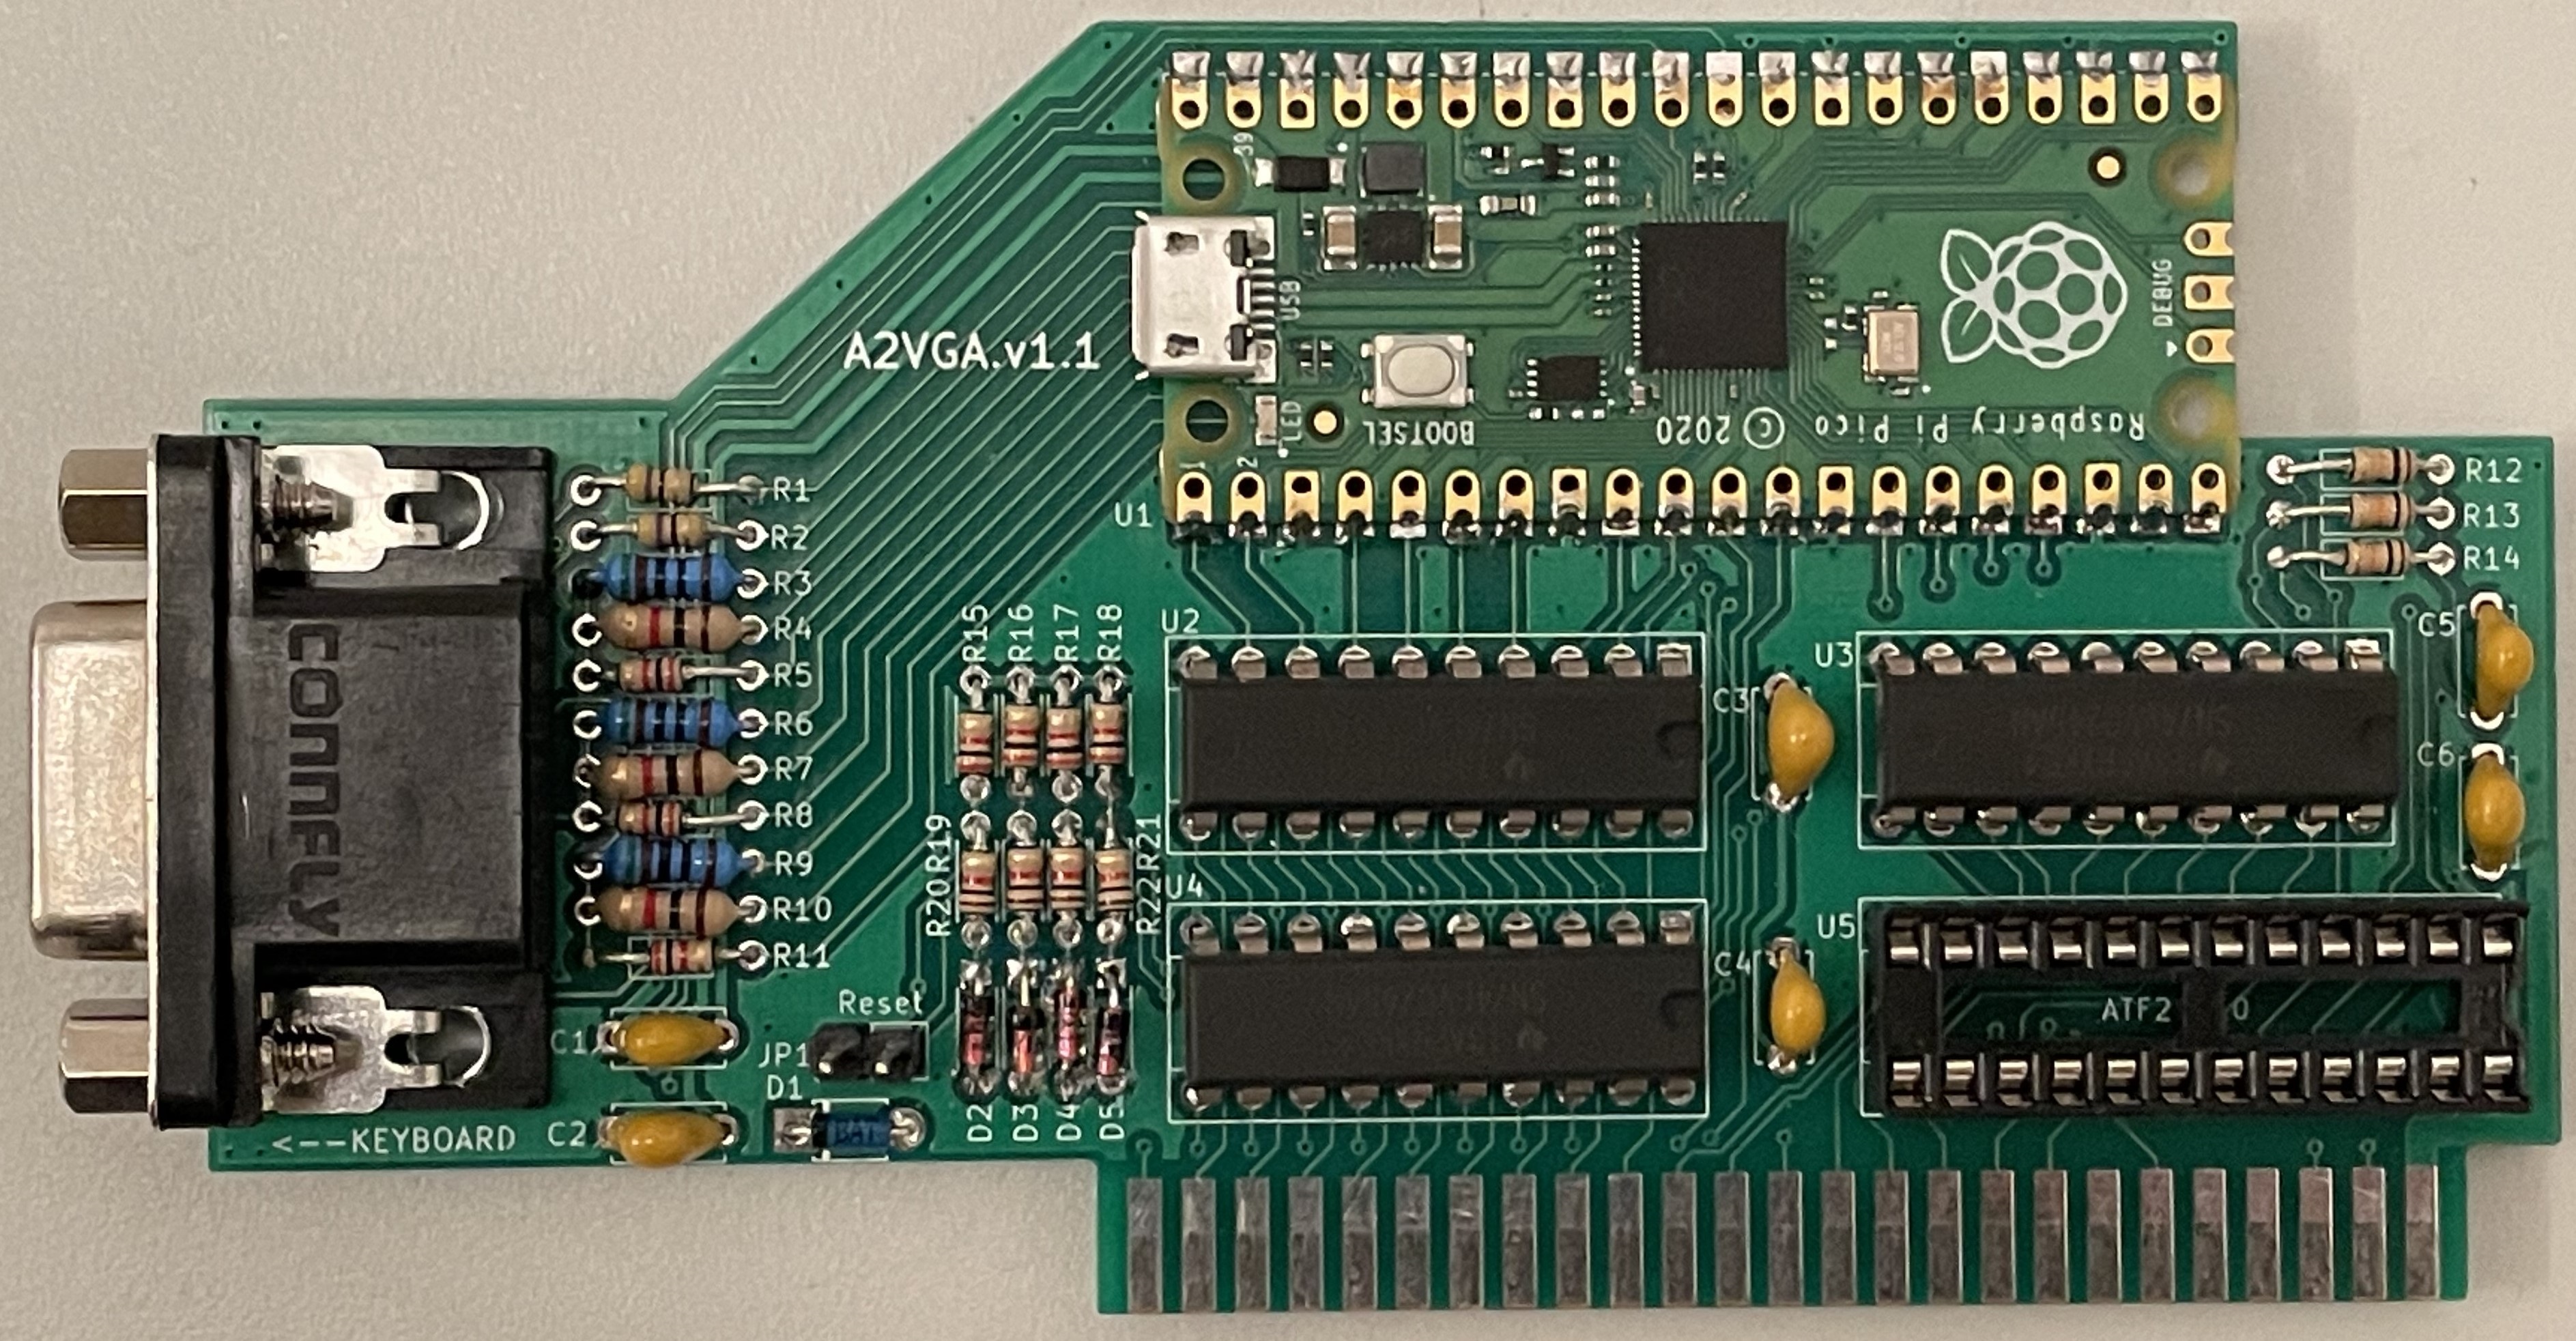 39
USB
DEBUG
A2VGA.v1.1
LED
BOOTSEL
Raspberry Pi Pico © 2020
1
2
U1
R1
R2
R3
R4
R5
R6
R7
R8
R9
R10
R11
R12
R13
R14
CONNFLY
R15
R16
R17
R18
R20
R19
R22
R21
U2
U3
U4
U5
C3
C4
C5
C6
ATF2
0
Reset
JP1
D1
D2
D3
D4
D5
C1
C2
<--KEYBOARD